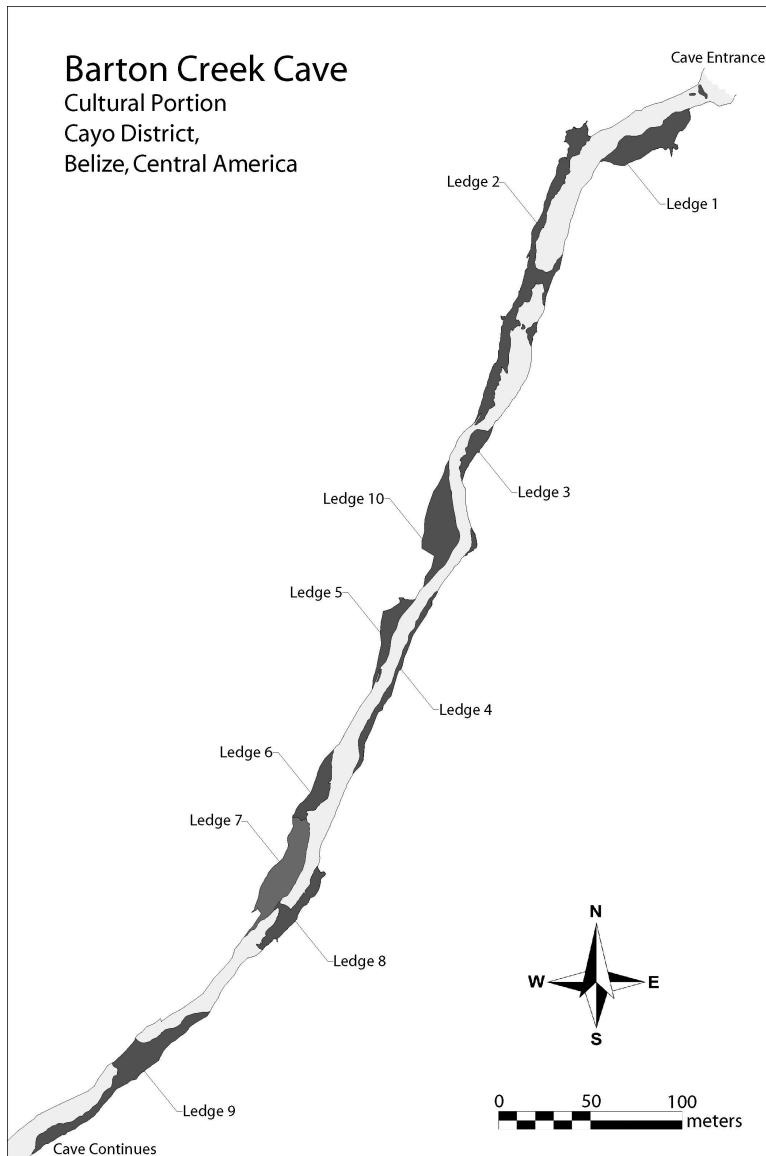 Barton Creek Cave
Cultural Portion
Cayo District,
Belize, Central America
Cave Entrance
Ledge 2
Ledge 1
Ledge 10
Ledge 3
Ledge 5
Ledge 4
Ledge 6
Ledge 7
Ledge 8
N
W
E
S
0 50 100
meters
Ledge 9
Cave Continues